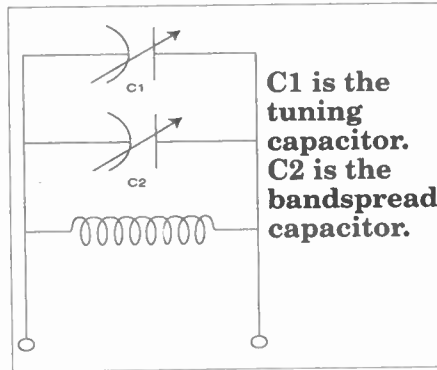 C1
C2
C1 is the
tuning
capacitor.
C2 is the
bandspread
capacitor.